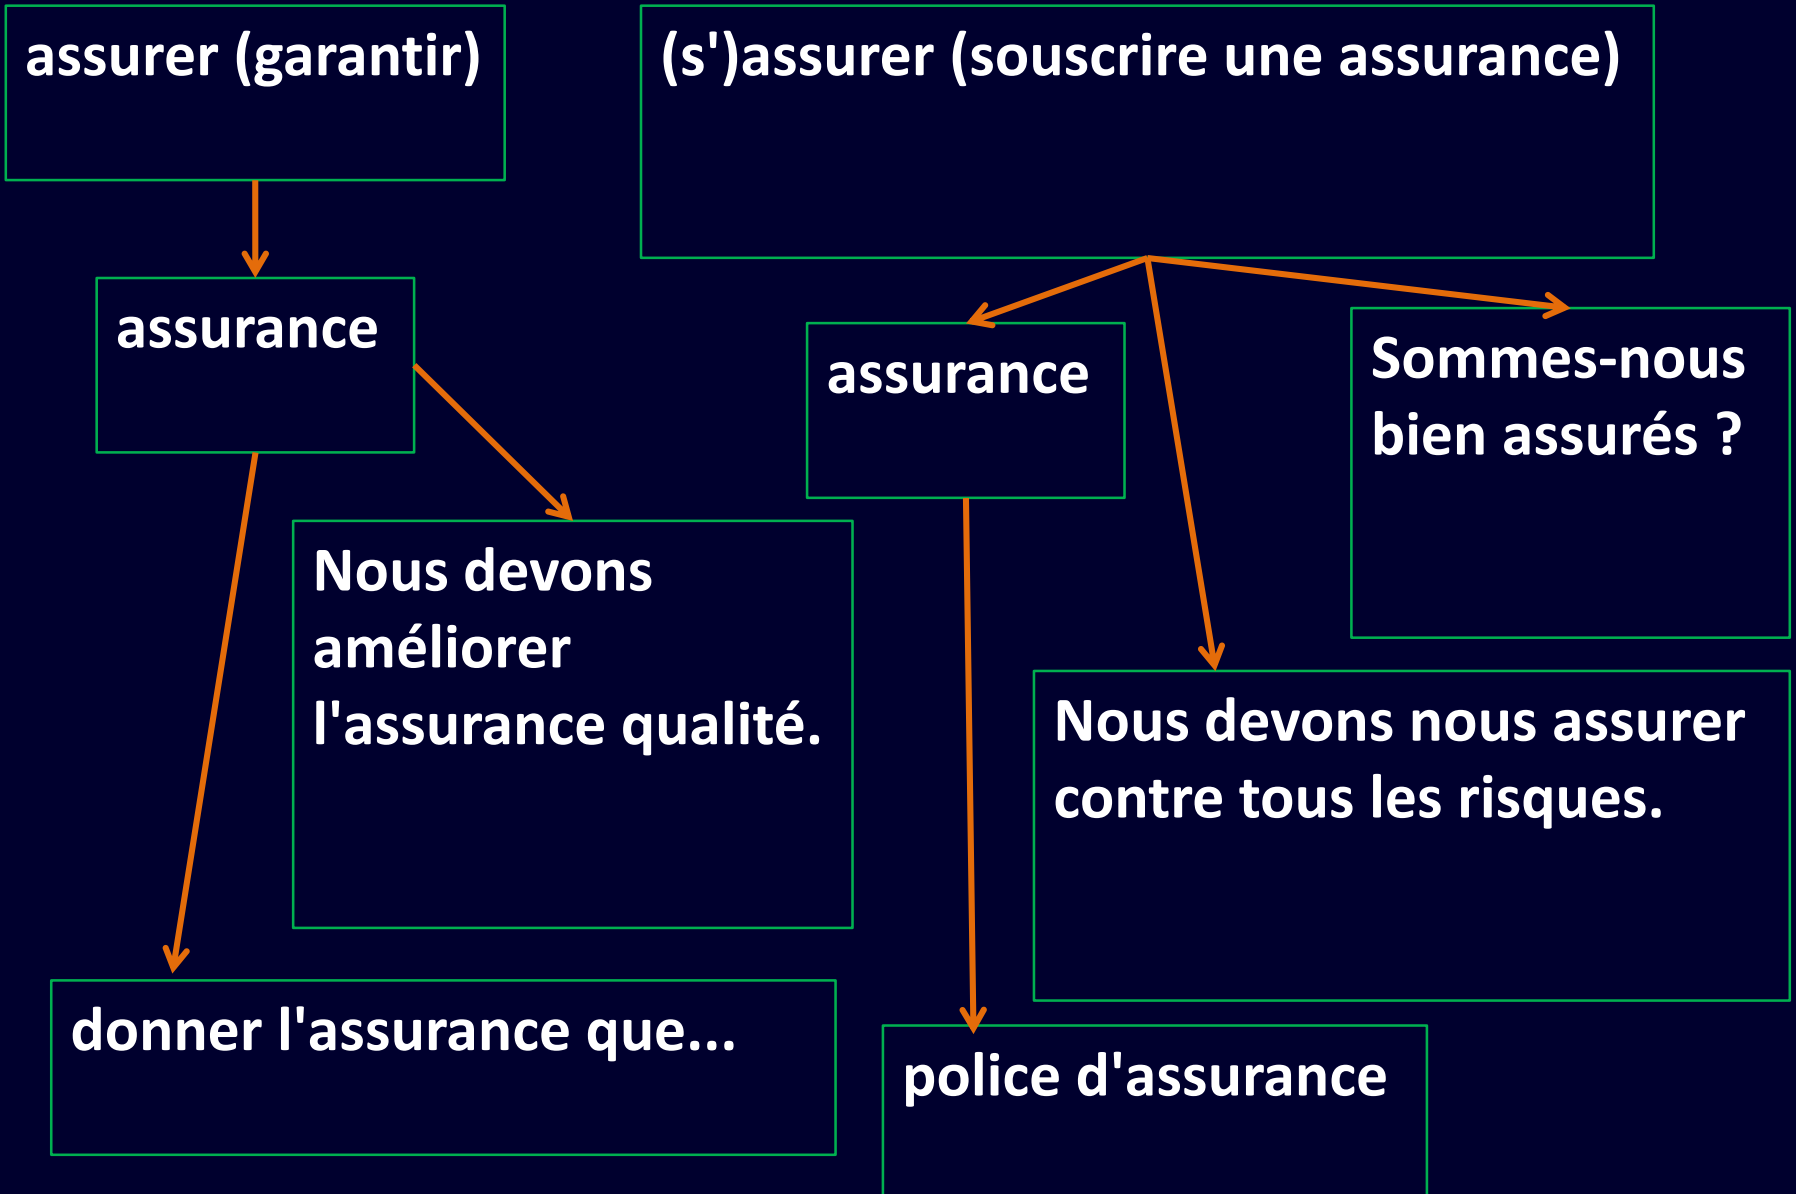 assurer (garantir)
(s')assurer (souscrire une assurance)
assurance
assurance
Sommes-nous
bien assurés ?
Nous devons
améliorer
l'assurance qualité.
Nous devons nous assurer
contre tous les risques.
donner l'assurance que...
police d'assurance